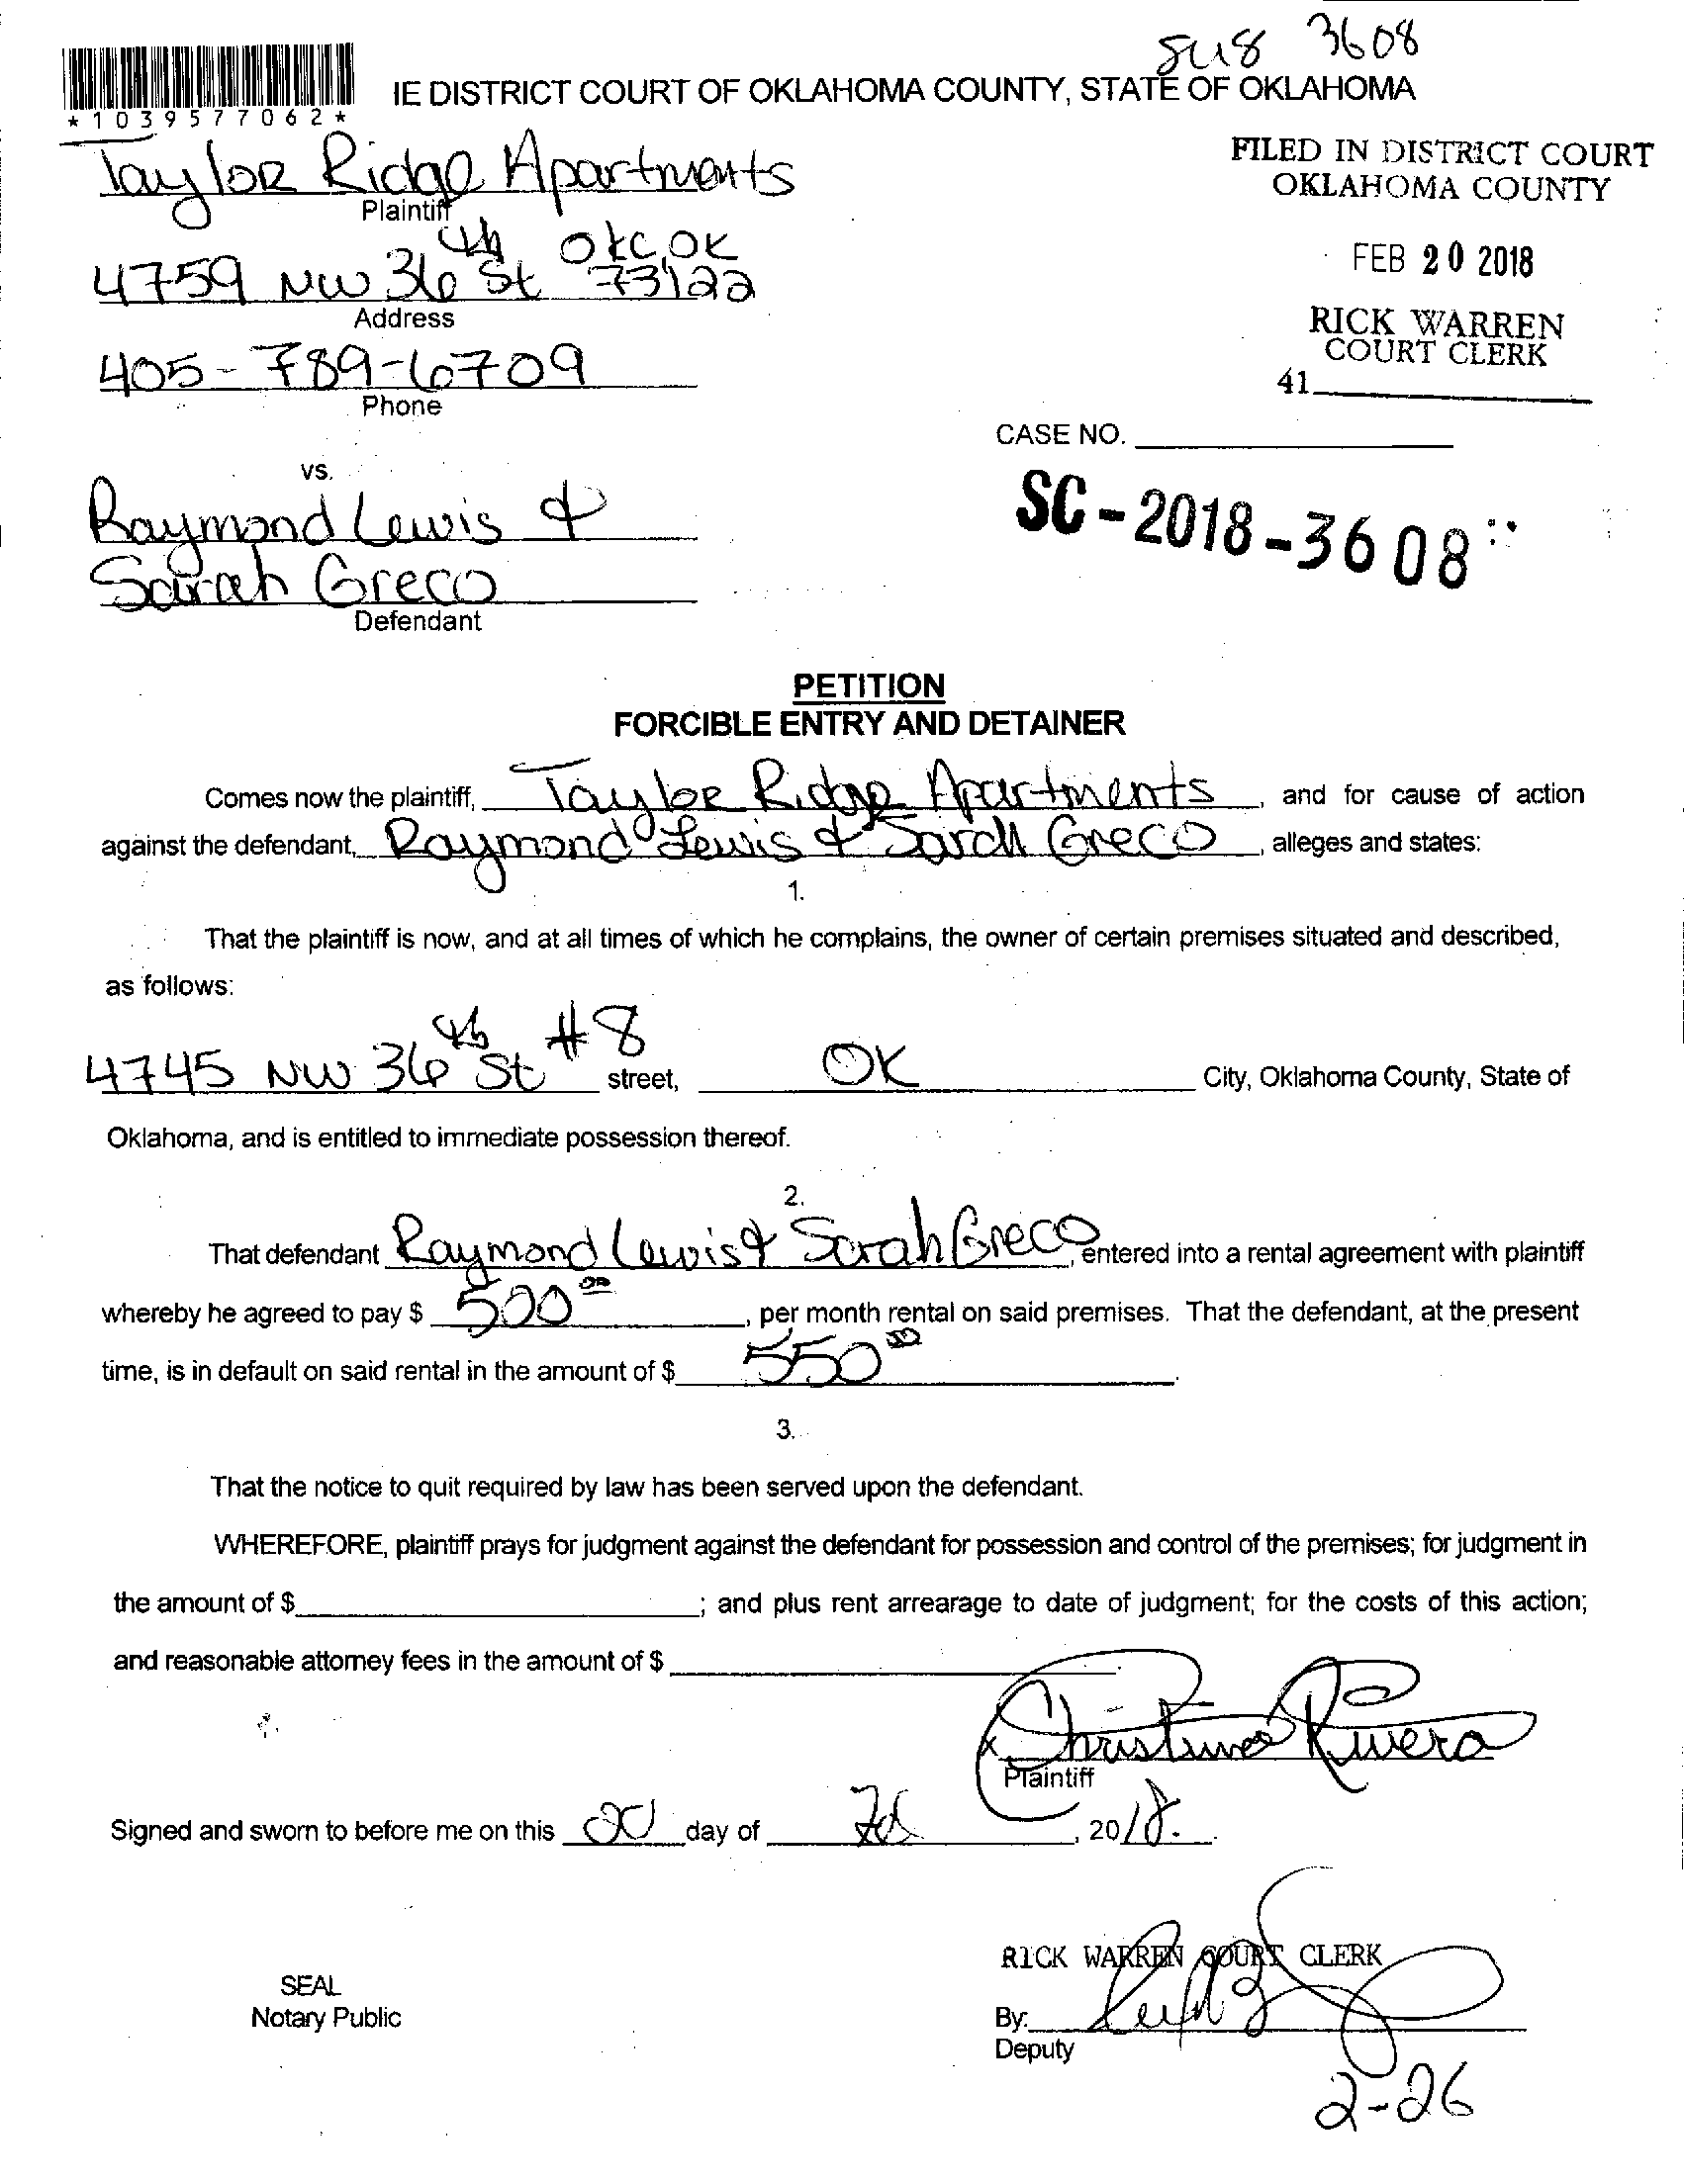 3608
*1039577062*
IE DISTRICT COURT OF OKLAHOMA COUNTY, STATE OF OKLAHOMA
Taylor Ridge Apartments
Plaintiff
FILED IN DISTRICT COURT
OKLAHOMA COUNTY
4759 NW 36th St OKC OK 73122
Address
FEB 20 2018
405-789-6709
Phone
RICK WARREN
COURT CLERK
41
CASE NO.
vs.
SC-2018-3608
Raymond Lewis &
Sarah Greco
Defendant
PETITION
FORCIBLE ENTRY AND DETAINER
Comes now the plaintiff, Taylor Ridge Apartments, and for cause of action
against the defendant, Raymond Lewis & Sarah Greco, alleges and states:
1.
That the plaintiff is now, and at all times of which he complains, the owner of certain premises situated and described,
as follows:
4745 NW 36th St #8 street, OK City, Oklahoma County, State of
Oklahoma, and is entitled to immediate possession thereof.
2.
That defendant Raymond Lewis & Sarah Greco, entered into a rental agreement with plaintiff
whereby he agreed to pay $ 500.00, per month rental on said premises. That the defendant, at the present
time, is in default on said rental in the amount of $ 550.00.
3.
That the notice to quit required by law has been served upon the defendant.
WHEREFORE, plaintiff prays for judgment against the defendant for possession and control of the premises; for judgment in
the amount of $ ; and plus rent arrearage to date of judgment; for the costs of this action;
and reasonable attorney fees in the amount of $ .
x Christina Rivera
Plaintiff
Signed and sworn to before me on this 20 day of Feb, 2018.
RICK WARREN COURT CLERK
SEAL
Notary Public
By:
Deputy
2-26